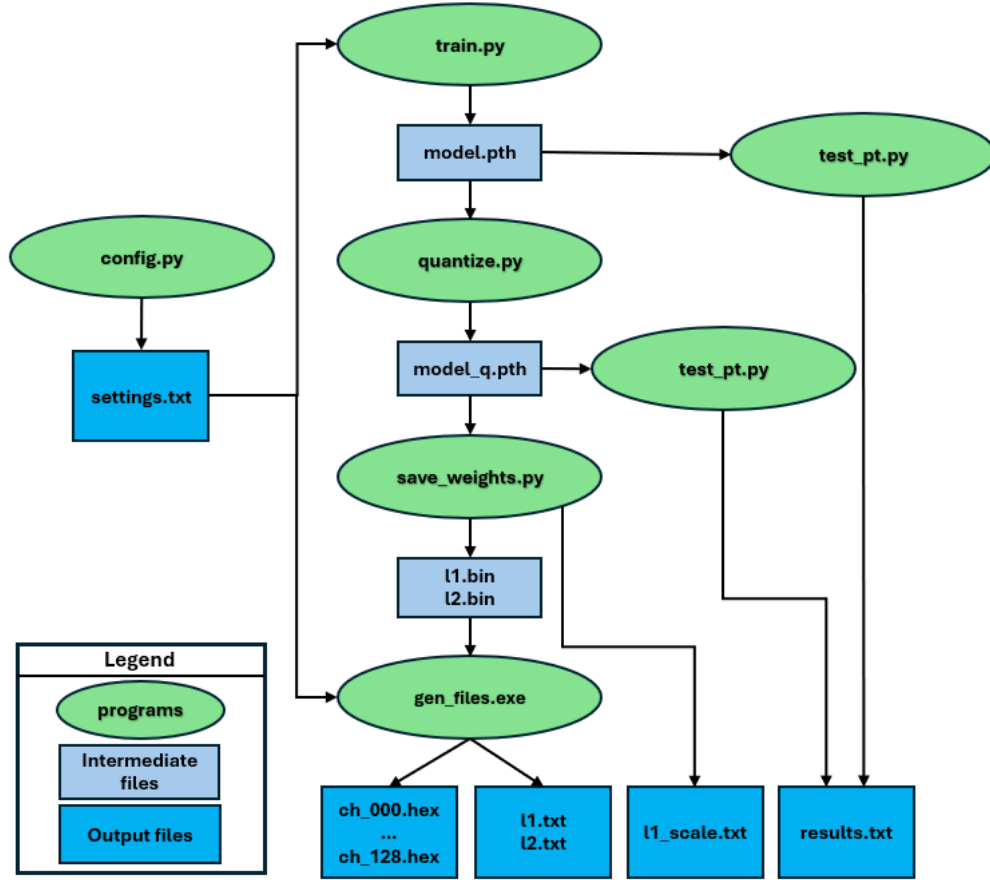 train.py
model.pth
test_pt.py
config.py
quantize.py
settings.txt
model_q.pth
test_pt.py
save_weights.py
l1.bin
l2.bin
gen_files.exe
Legend
programs
Intermediate
files
Output files
ch_000.hex
...
ch_128.hex
l1.txt
l2.txt
l1_scale.txt
results.txt